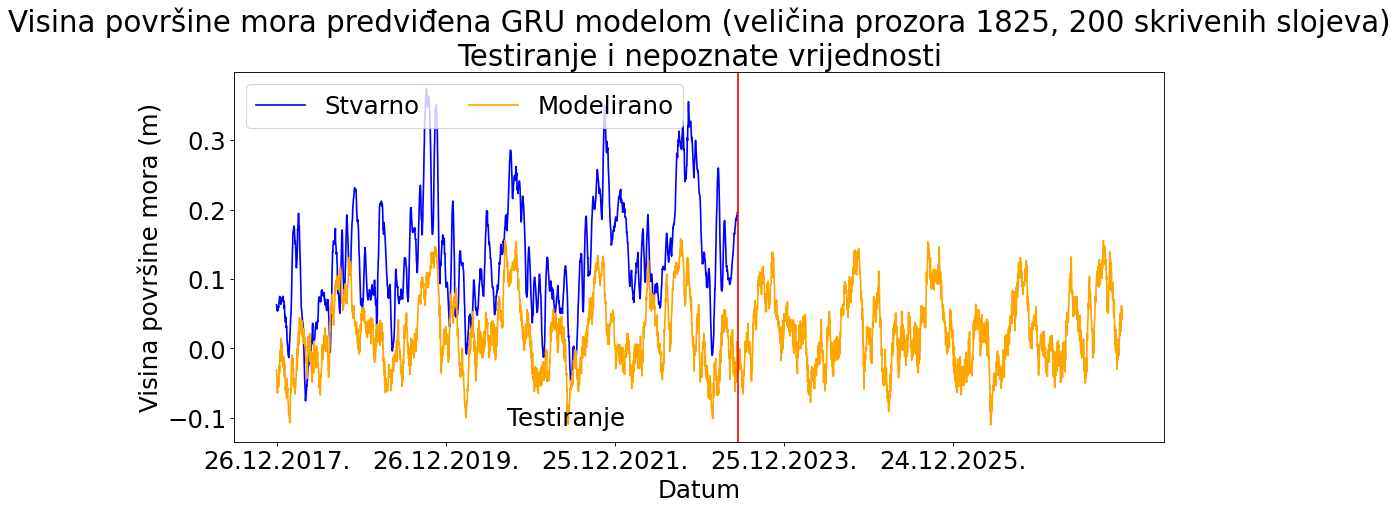 Visina površine mora predviđena GRU modelom (veličina prozora 1825, 200 skrivenih slojeva)
Testiranje i nepoznate vrijednosti
Stvarno
Modelirano
Visina površine mora (m)
0.3
0.2
0.1
0.0
−0.1
Testiranje
26.12.2017.
26.12.2019.
25.12.2021.
25.12.2023.
24.12.2025.
Datum